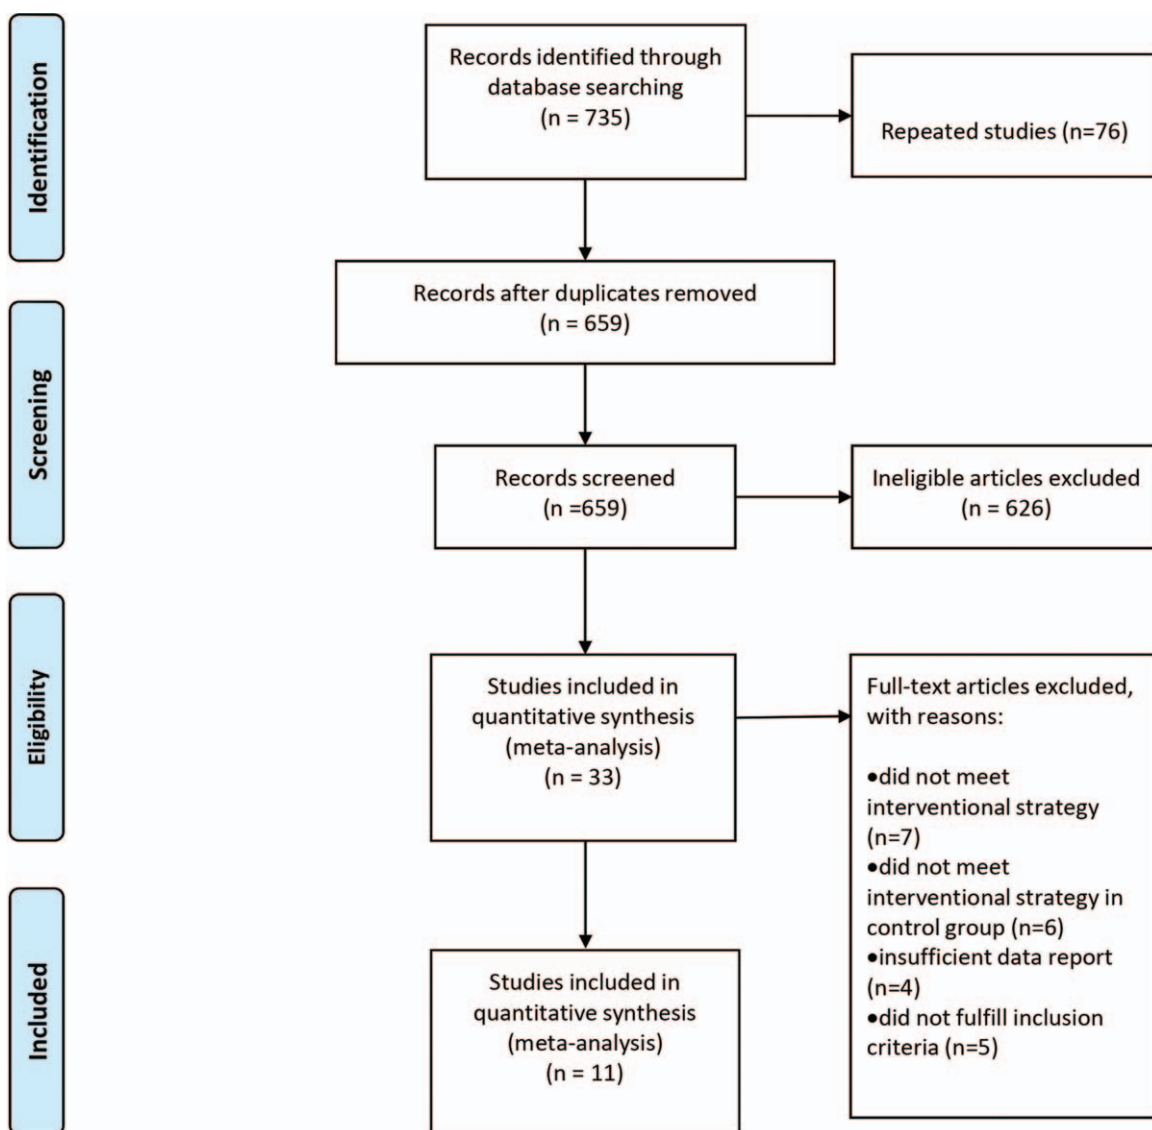 Identification
Records identified through
database searching
(n = 735)
Repeated studies (n=76)
Records after duplicates removed
(n = 659)
Screening
Records screened
(n =659)
Ineligible articles excluded
(n = 626)
Eligibility
Studies included in
quantitative synthesis
(meta-analysis)
(n = 33)
Full-text articles excluded,
with reasons:
•did not meet
interventional strategy
(n=7)
•did not meet
interventional strategy in
control group (n=6)
•insufficient data report
(n=4)
•did not fulfill inclusion
criteria (n=5)
Included
Studies included in
quantitative synthesis
(meta-analysis)
(n = 11)